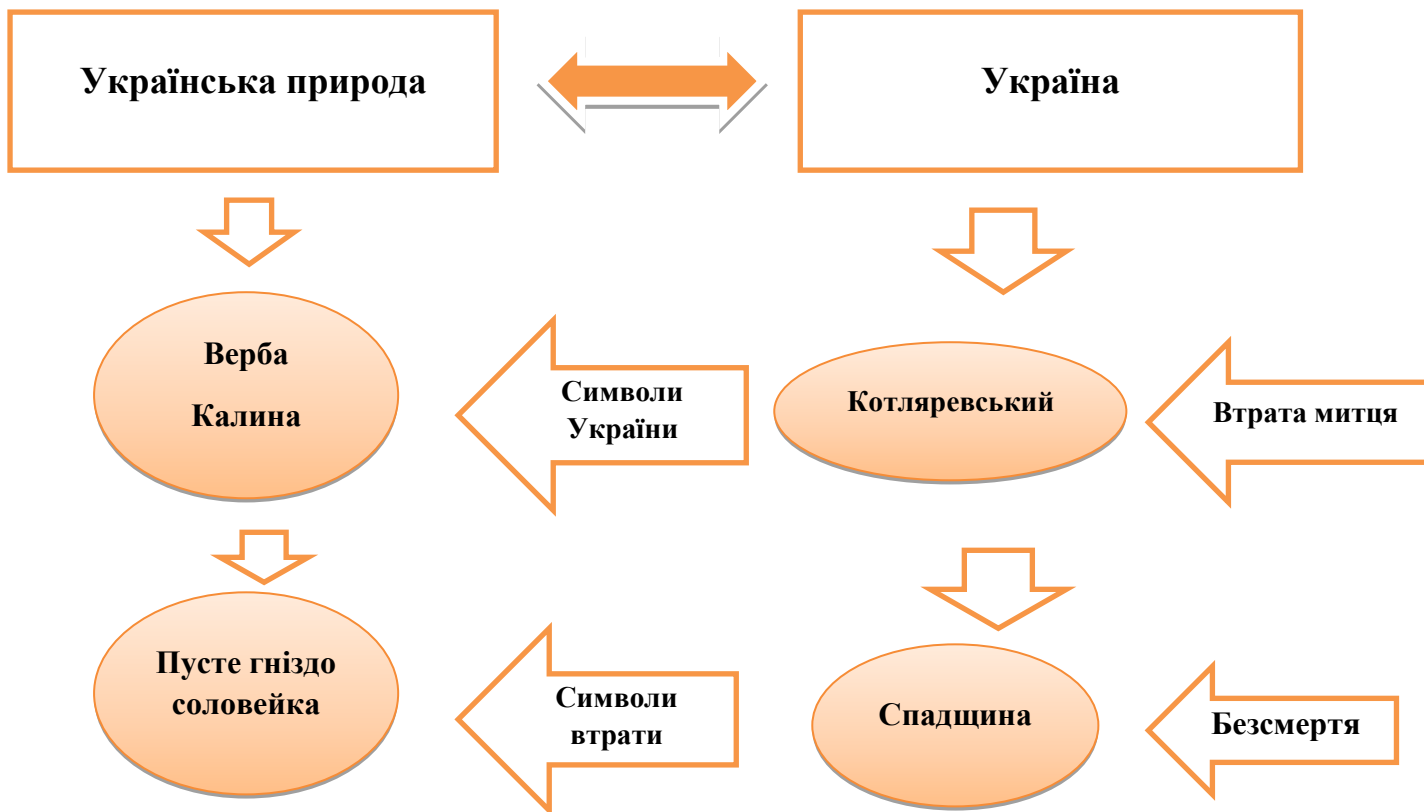 Українська природа
Україна
Верба
Калина
Символи
України
Котляревський
Втрата митця
Пусте гніздо
соловейка
Символи
втрати
Спадщина
Безсмертя